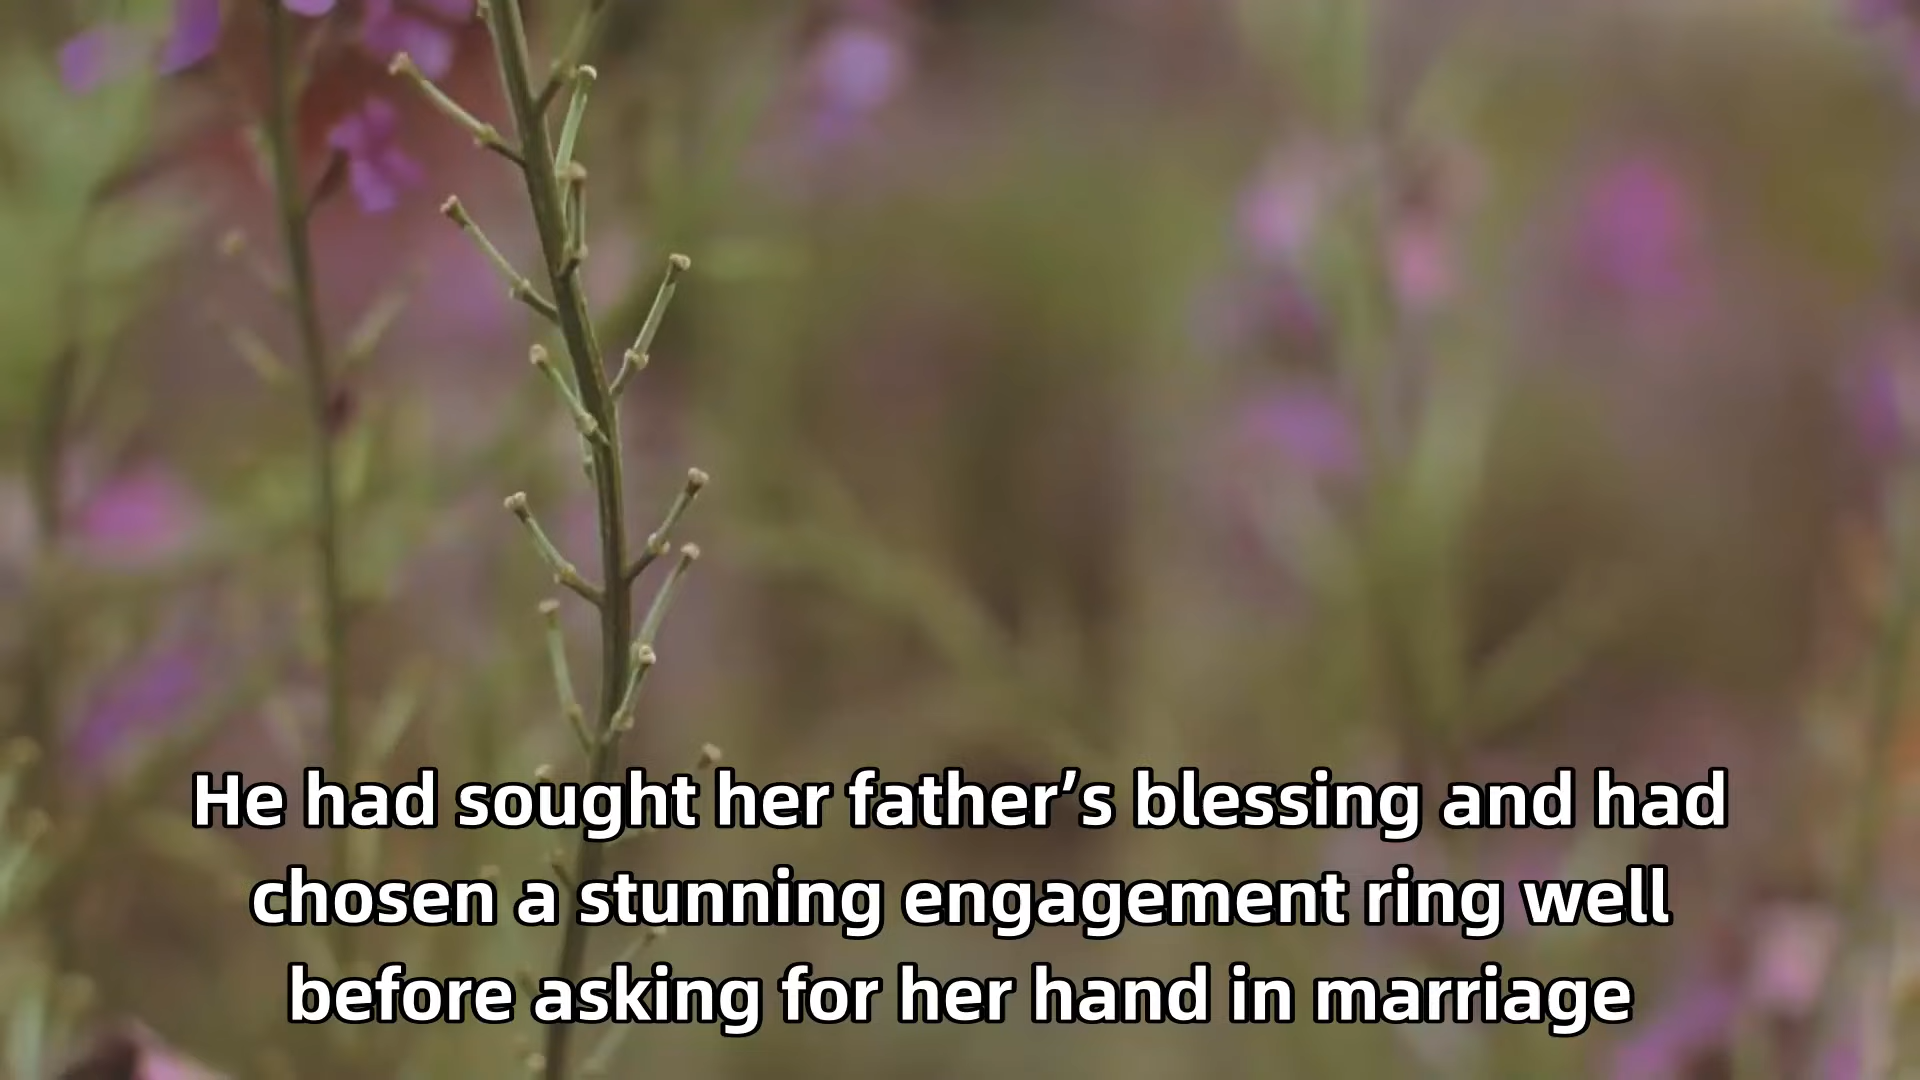 He had sought her father’s blessing and had
chosen a stunning engagement ring well
before asking for her hand in marriage